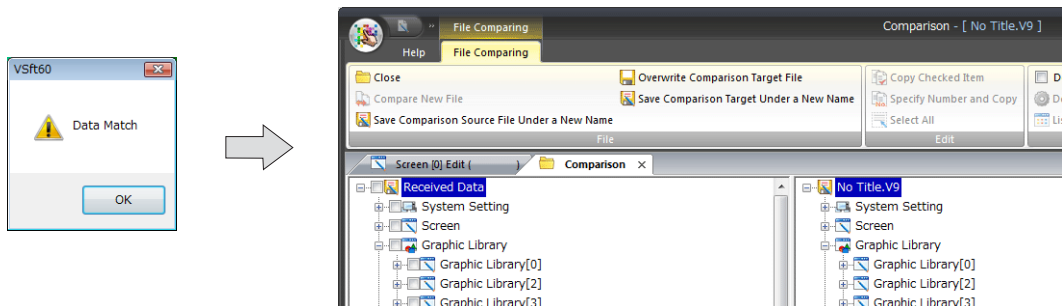 VSft60
Data Match
OK
File Comparing
Comparison - [ No Title.V9 ]
Help
File Comparing
Close
Overwrite Comparison Target File
Copy Checked Item
D
Compare New File
Save Comparison Target Under a New Name
Specify Number and Copy
De
Save Comparison Source File Under a New Name
Select All
Lis
File
Edit
Screen [0] Edit ( )
Comparison
Received Data
No Title.V9
System Setting
System Setting
Screen
Screen
Graphic Library
Graphic Library
Graphic Library[0]
Graphic Library[0]
Graphic Library[2]
Graphic Library[2]
Graphic Library[3]
Graphic Library[3]